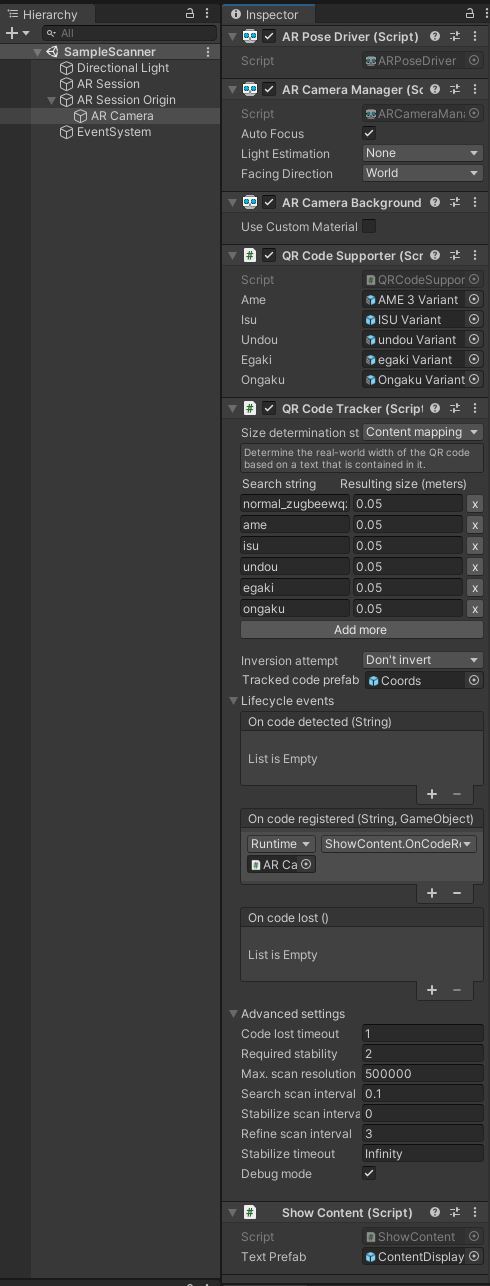 Hierarchy
All
SampleScanner
Directional Light
AR Session
AR Session Origin
AR Camera
EventSystem
Inspector
AR Pose Driver (Script)
Script ARPoseDriver
AR Camera Manager (Sc
Script ARCameraMana
Auto Focus
Light Estimation None
Facing Direction World
AR Camera Background
Use Custom Material
# QR Code Supporter (Scr
Script QRCodeSuppor
Ame AME 3 Variant
Isu ISU Variant
Undou undou Variant
Egaki egaki Variant
Ongaku Ongaku Variant
# QR Code Tracker (Script
Size determination st Content mapping
Determine the real-world width of the QR code
based on a text that is contained in it.
Search string Resulting size (meters)
normal_zugbeewqz 0.05 x
ame 0.05 x
isu 0.05 x
undou 0.05 x
egaki 0.05 x
ongaku 0.05 x
Add more
Inversion attempt Don't invert
Tracked code prefab Coords
Lifecycle events
On code detected (String)
List is Empty
+ −
On code registered (String, GameObject)
Runtime ShowContent.OnCodeRe
AR Ca
+ −
On code lost ()
List is Empty
+ −
Advanced settings
Code lost timeout 1
Required stability 2
Max. scan resolution 500000
Search scan interval 0.1
Stabilize scan interva 0
Refine scan interval 3
Stabilize timeout Infinity
Debug mode
# Show Content (Script)
Script ShowContent
Text Prefab ContentDisplay